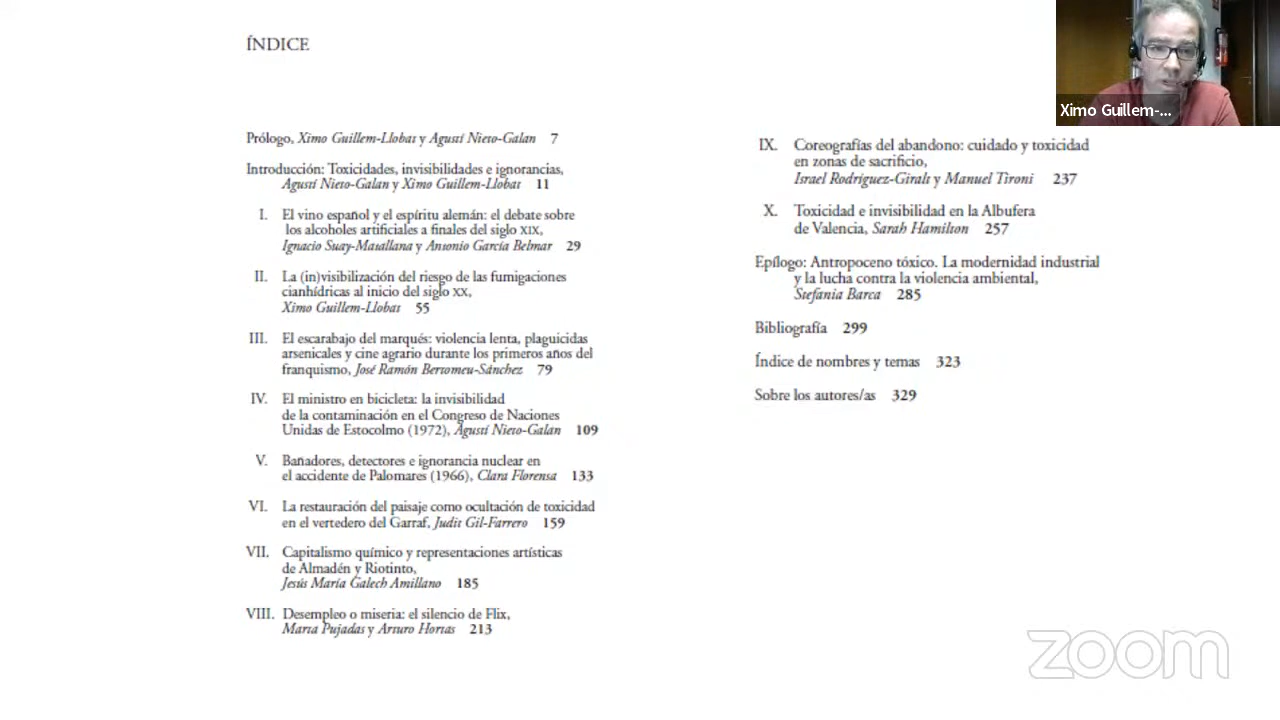 ÍNDICE
Prólogo, Ximo Guillem-Llobat y Agustí Nieto-Galan 7
Introducción: Toxicidades, invisibilidades e ignorancias,
Agustí Nieto-Galan y Ximo Guillem-Llobat 11
I. El vino español y el espíritu alemán: el debate sobre
los alcoholes artificiales a finales del siglo XIX,
Ignacio Suay-Matallana y Antonio García Belmar 29
II. La (in)visibilización del riesgo de las fumigaciones
cianhídricas al inicio del siglo XX,
Ximo Guillem-Llobat 55
III. El escarabajo del marqués: violencia lenta, plaguicidas
arsenicales y cine agrario durante los primeros años del
franquismo, José Ramón Bertomeu-Sánchez 79
IV. El ministro en bicicleta: la invisibilidad
de la contaminación en el Congreso de Naciones
Unidas de Estocolmo (1972), Agustí Nieto-Galan 109
V. Bañadores, detectores e ignorancia nuclear en
el accidente de Palomares (1966), Clara Florensa 133
VI. La restauración del paisaje como ocultación de toxicidad
en el vertedero del Garraf, Judit Gil-Farrero 159
VII. Capitalismo químico y representaciones artísticas
de Almadén y Riotinto,
Jesús María Galech Amillano 185
VIII. Desempleo o miseria: el silencio de Flix,
Marta Pujadas y Arturo Hortas 213
IX. Coreografías del abandono: cuidado y toxicidad
en zonas de sacrificio,
Israel Rodríguez-Giralt y Manuel Tironi 237
X. Toxicidad e invisibilidad en la Albufera
de Valencia, Sarah Hamilton 257
Epílogo: Antropoceno tóxico. La modernidad industrial
y la lucha contra la violencia ambiental,
Stefania Barca 285
Bibliografía 299
Índice de nombres y temas 323
Sobre los autores/as 329
Ximo Guillem-...
zoom